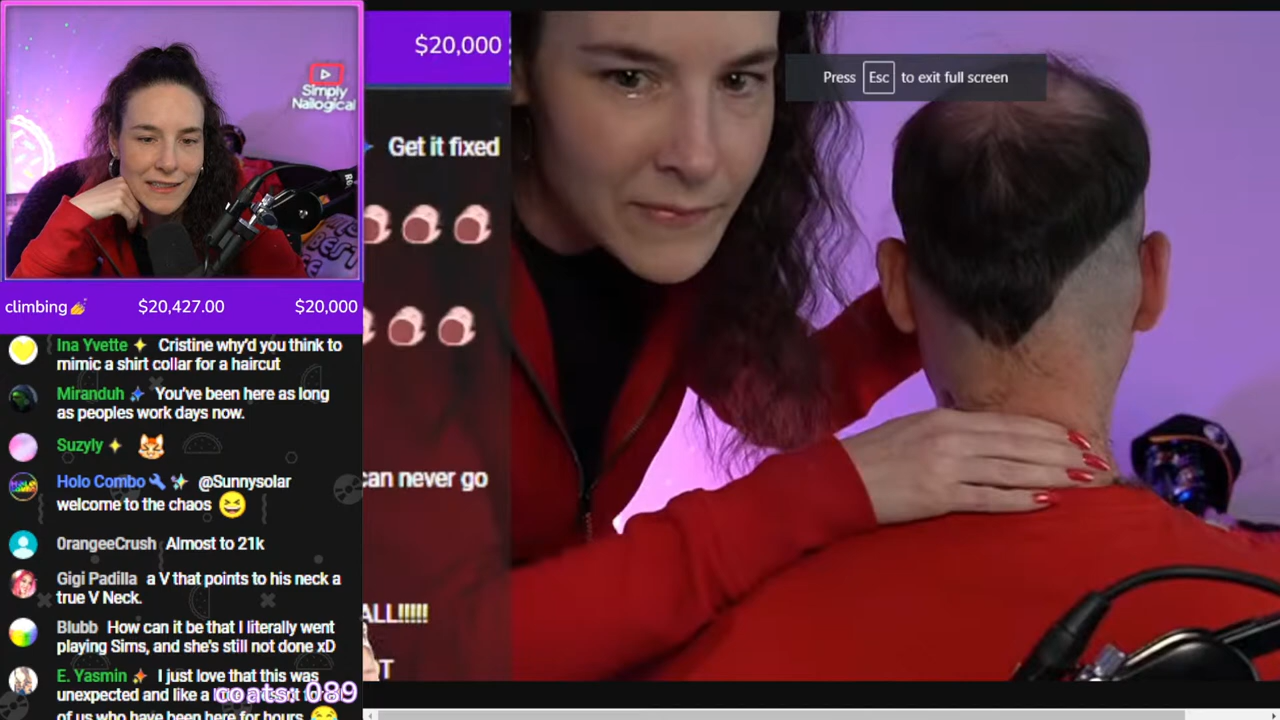 Simply
Nailogical
climbing💅 $20,427.00 $20,000
Ina Yvette Cristine why'd you think to
mimic a shirt collar for a haircut
Miranduh You've been here as long
as peoples work days now.
Suzyly
Holo Combo @Sunnysolar
welcome to the chaos 😆
0rangeeCrush Almost to 21k
Gigi Padilla a V that points to his neck a
true V Neck.
Blubb How can it be that I literally went
playing Sims, and she's still not done xD
E. Yasmin I just love that this was
unexpected and like a
coats: 089
of us who have been here for hours 😂
$20,000
Get it fixed
can never go
ALL!!!!!
Press Esc to exit full screen